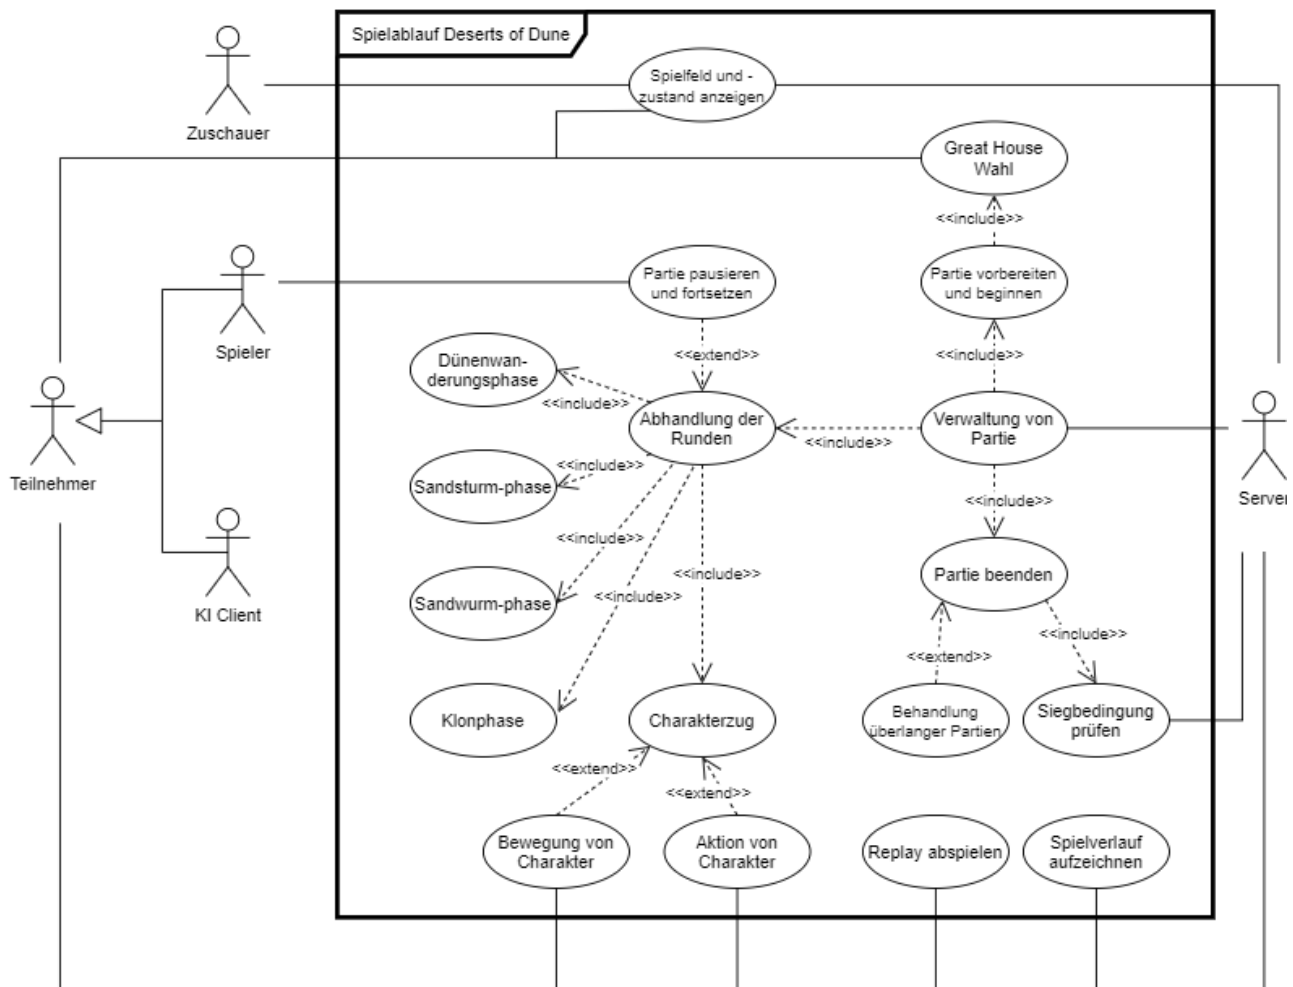 Spielablauf Deserts of Dune
Zuschauer
Spielfeld und -
zustand anzeigen
Great House
Wahl
<<include>>
Partie pausieren
und fortsetzen
Partie vorbereiten
und beginnen
Spieler
<<extend>>
<<include>>
Dünenwan-
derungsphase
<<include>>
Abhandlung der
Runden
<<include>>
Verwaltung von
Partie
Teilnehmer
Server
<<include>>
Sandsturm-phase
<<include>>
<<include>>
Partie beenden
<<include>>
<<include>>
Sandwurm-phase
KI Client
<<include>>
<<extend>>
Klonphase
Charakterzug
Behandlung
überlanger Partien
Siegbedingung
prüfen
<<extend>>
<<extend>>
Bewegung von
Charakter
Aktion von
Charakter
Replay abspielen
Spielverlauf
aufzeichnen